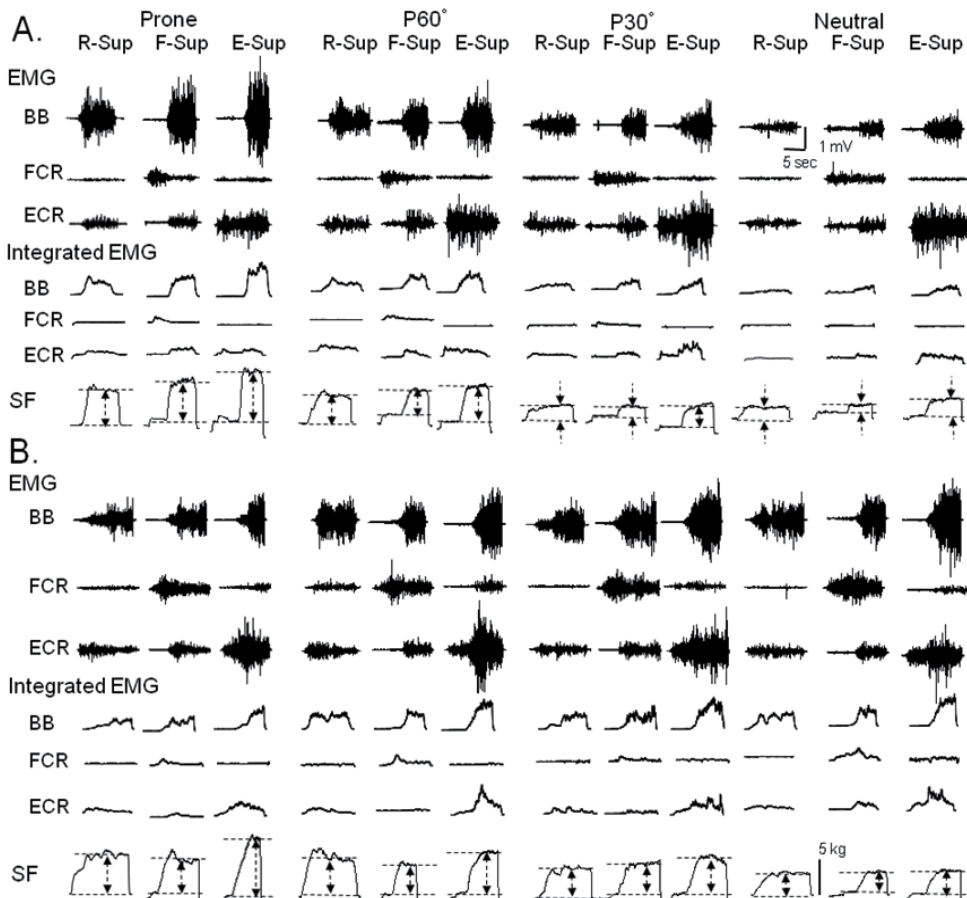 A.
Prone P60° P30° Neutral
R-Sup F-Sup E-Sup R-Sup F-Sup E-Sup R-Sup F-Sup E-Sup R-Sup F-Sup E-Sup
EMG
BB
1 mV
5 sec
FCR
ECR
Integrated EMG
BB
FCR
ECR
SF
B.
EMG
BB
FCR
ECR
Integrated EMG
BB
FCR
ECR
SF
5 kg